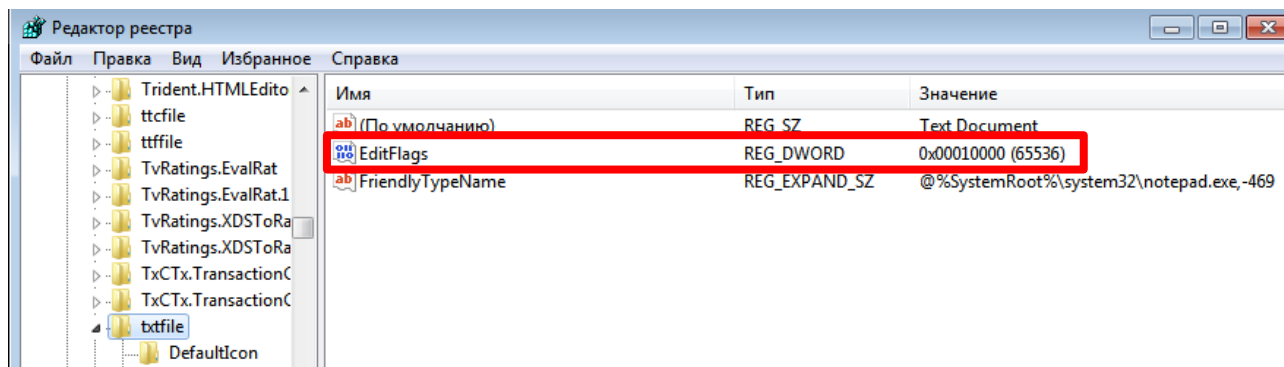 Редактор реестра
Файл Правка Вид Избранное Справка
Trident.HTMLEdito
ttcfile
ttffile
TvRatings.EvalRat
TvRatings.EvalRat.1
TvRatings.XDSToRa
TvRatings.XDSToRa
TxCTx.TransactionC
TxCTx.TransactionC
txtfile
DefaultIcon
Имя Тип Значение
(По умолчанию) REG_SZ Text Document
EditFlags REG_DWORD 0x00010000 (65536)
FriendlyTypeName REG_EXPAND_SZ @%SystemRoot%\system32\notepad.exe,-469